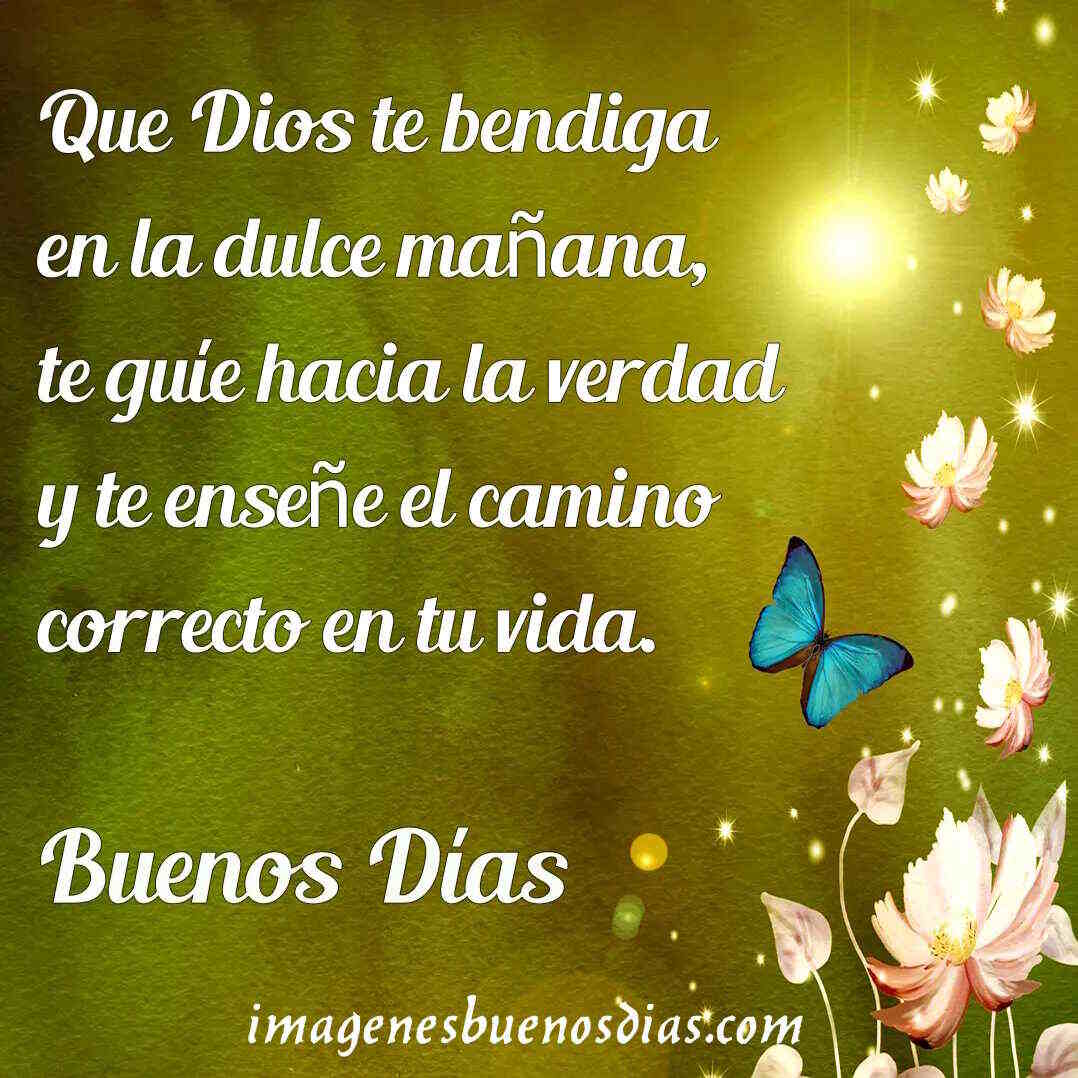 Que Dios te bendiga
en la dulce mañana,
te guíe hacia la verdad
y te enseñe el camino
correcto en tu vida.
Buenos Días
imagenesbuenosdias.com